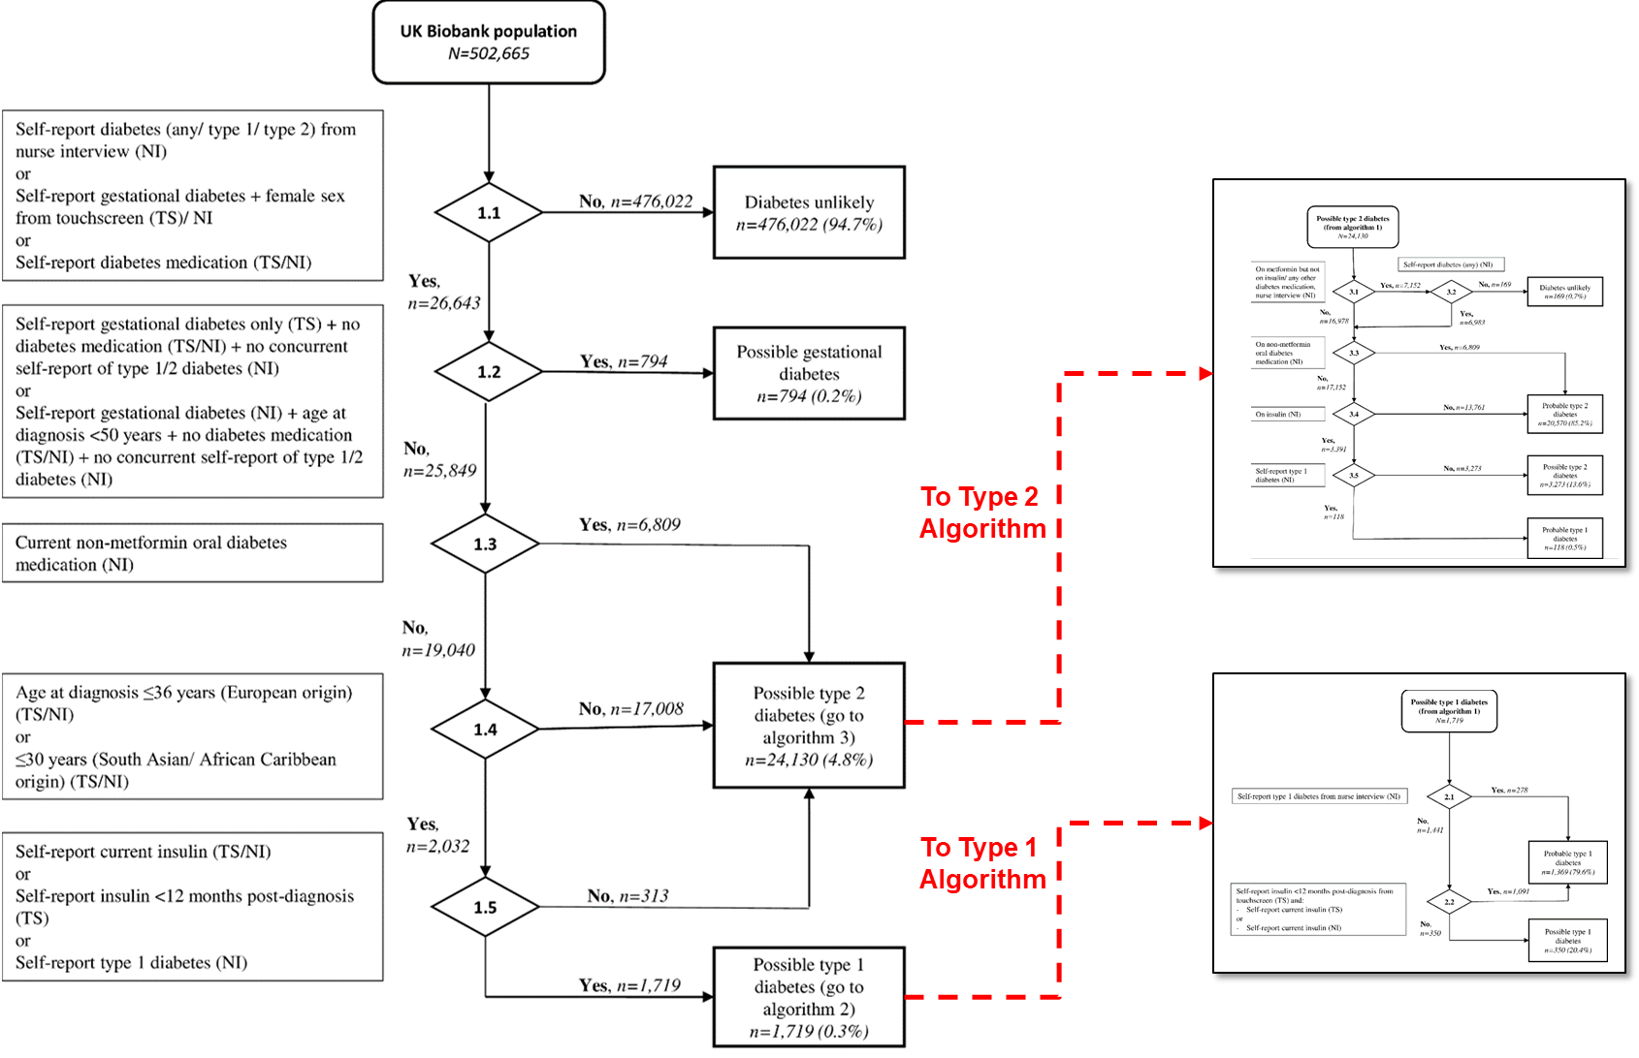 UK Biobank population
N=502,665
Self-report diabetes (any/ type 1/ type 2) from
nurse interview (NI)
or
Self-report gestational diabetes + female sex
from touchscreen (TS)/ NI
or
Self-report diabetes medication (TS/NI)
1.1
No, n=476,022
Diabetes unlikely
n=476,022 (94.7%)
Yes,
n=26,643
Self-report gestational diabetes only (TS) + no
diabetes medication (TS/NI) + no concurrent
self-report of type 1/2 diabetes (NI)
or
Self-report gestational diabetes (NI) + age at
diagnosis <50 years + no diabetes medication
(TS/NI) + no concurrent self-report of type 1/2
diabetes (NI)
1.2
Yes, n=794
Possible gestational
diabetes
n=794 (0.2%)
No,
n=25,849
Current non-metformin oral diabetes
medication (NI)
1.3
Yes, n=6,809
No,
n=19,040
Age at diagnosis ≤36 years (European origin)
(TS/NI)
or
≤30 years (South Asian/ African Caribbean
origin) (TS/NI)
1.4
No, n=17,008
Possible type 2
diabetes (go to
algorithm 3)
n=24,130 (4.8%)
Yes,
n=2,032
Self-report current insulin (TS/NI)
or
Self-report insulin <12 months post-diagnosis
(TS)
or
Self-report type 1 diabetes (NI)
1.5
No, n=313
Yes, n=1,719
Possible type 1
diabetes (go to
algorithm 2)
n=1,719 (0.3%)
To Type 2
Algorithm
To Type 1
Algorithm
Possible type 2 diabetes
(from algorithm 1)
N=24,130
On metformin but not
on insulin/ any other
diabetes medication,
nurse interview (NI)
Self-report diabetes (any) (NI)
3.1
Yes, n=7,152
3.2
No, n=169
Diabetes unlikely
n=169 (0.7%)
No,
n=16,978
Yes,
n=6,983
On non-metformin
oral diabetes
medication (NI)
3.3
Yes, n=6,809
No,
n=17,152
On insulin (NI)
3.4
No, n=13,761
Probable type 2
diabetes
n=20,570 (85.2%)
Yes,
n=3,391
Self-report type 1
diabetes (NI)
3.5
No, n=3,273
Possible type 2
diabetes
n=3,273 (13.6%)
Yes,
n=118
Probable type 1
diabetes
n=118 (0.5%)
Possible type 1 diabetes
(from algorithm 1)
N=1,719
Self-report type 1 diabetes from nurse interview (NI)
2.1
Yes, n=278
No,
n=1,441
Probable type 1
diabetes
n=1,369 (79.6%)
Self-report insulin <12 months post-diagnosis from
touchscreen (TS) and:
- Self-report current insulin (TS)
or
- Self-report current insulin (NI)
2.2
Yes, n=1,091
No,
n=350
Possible type 2
diabetes
n=350 (20.4%)